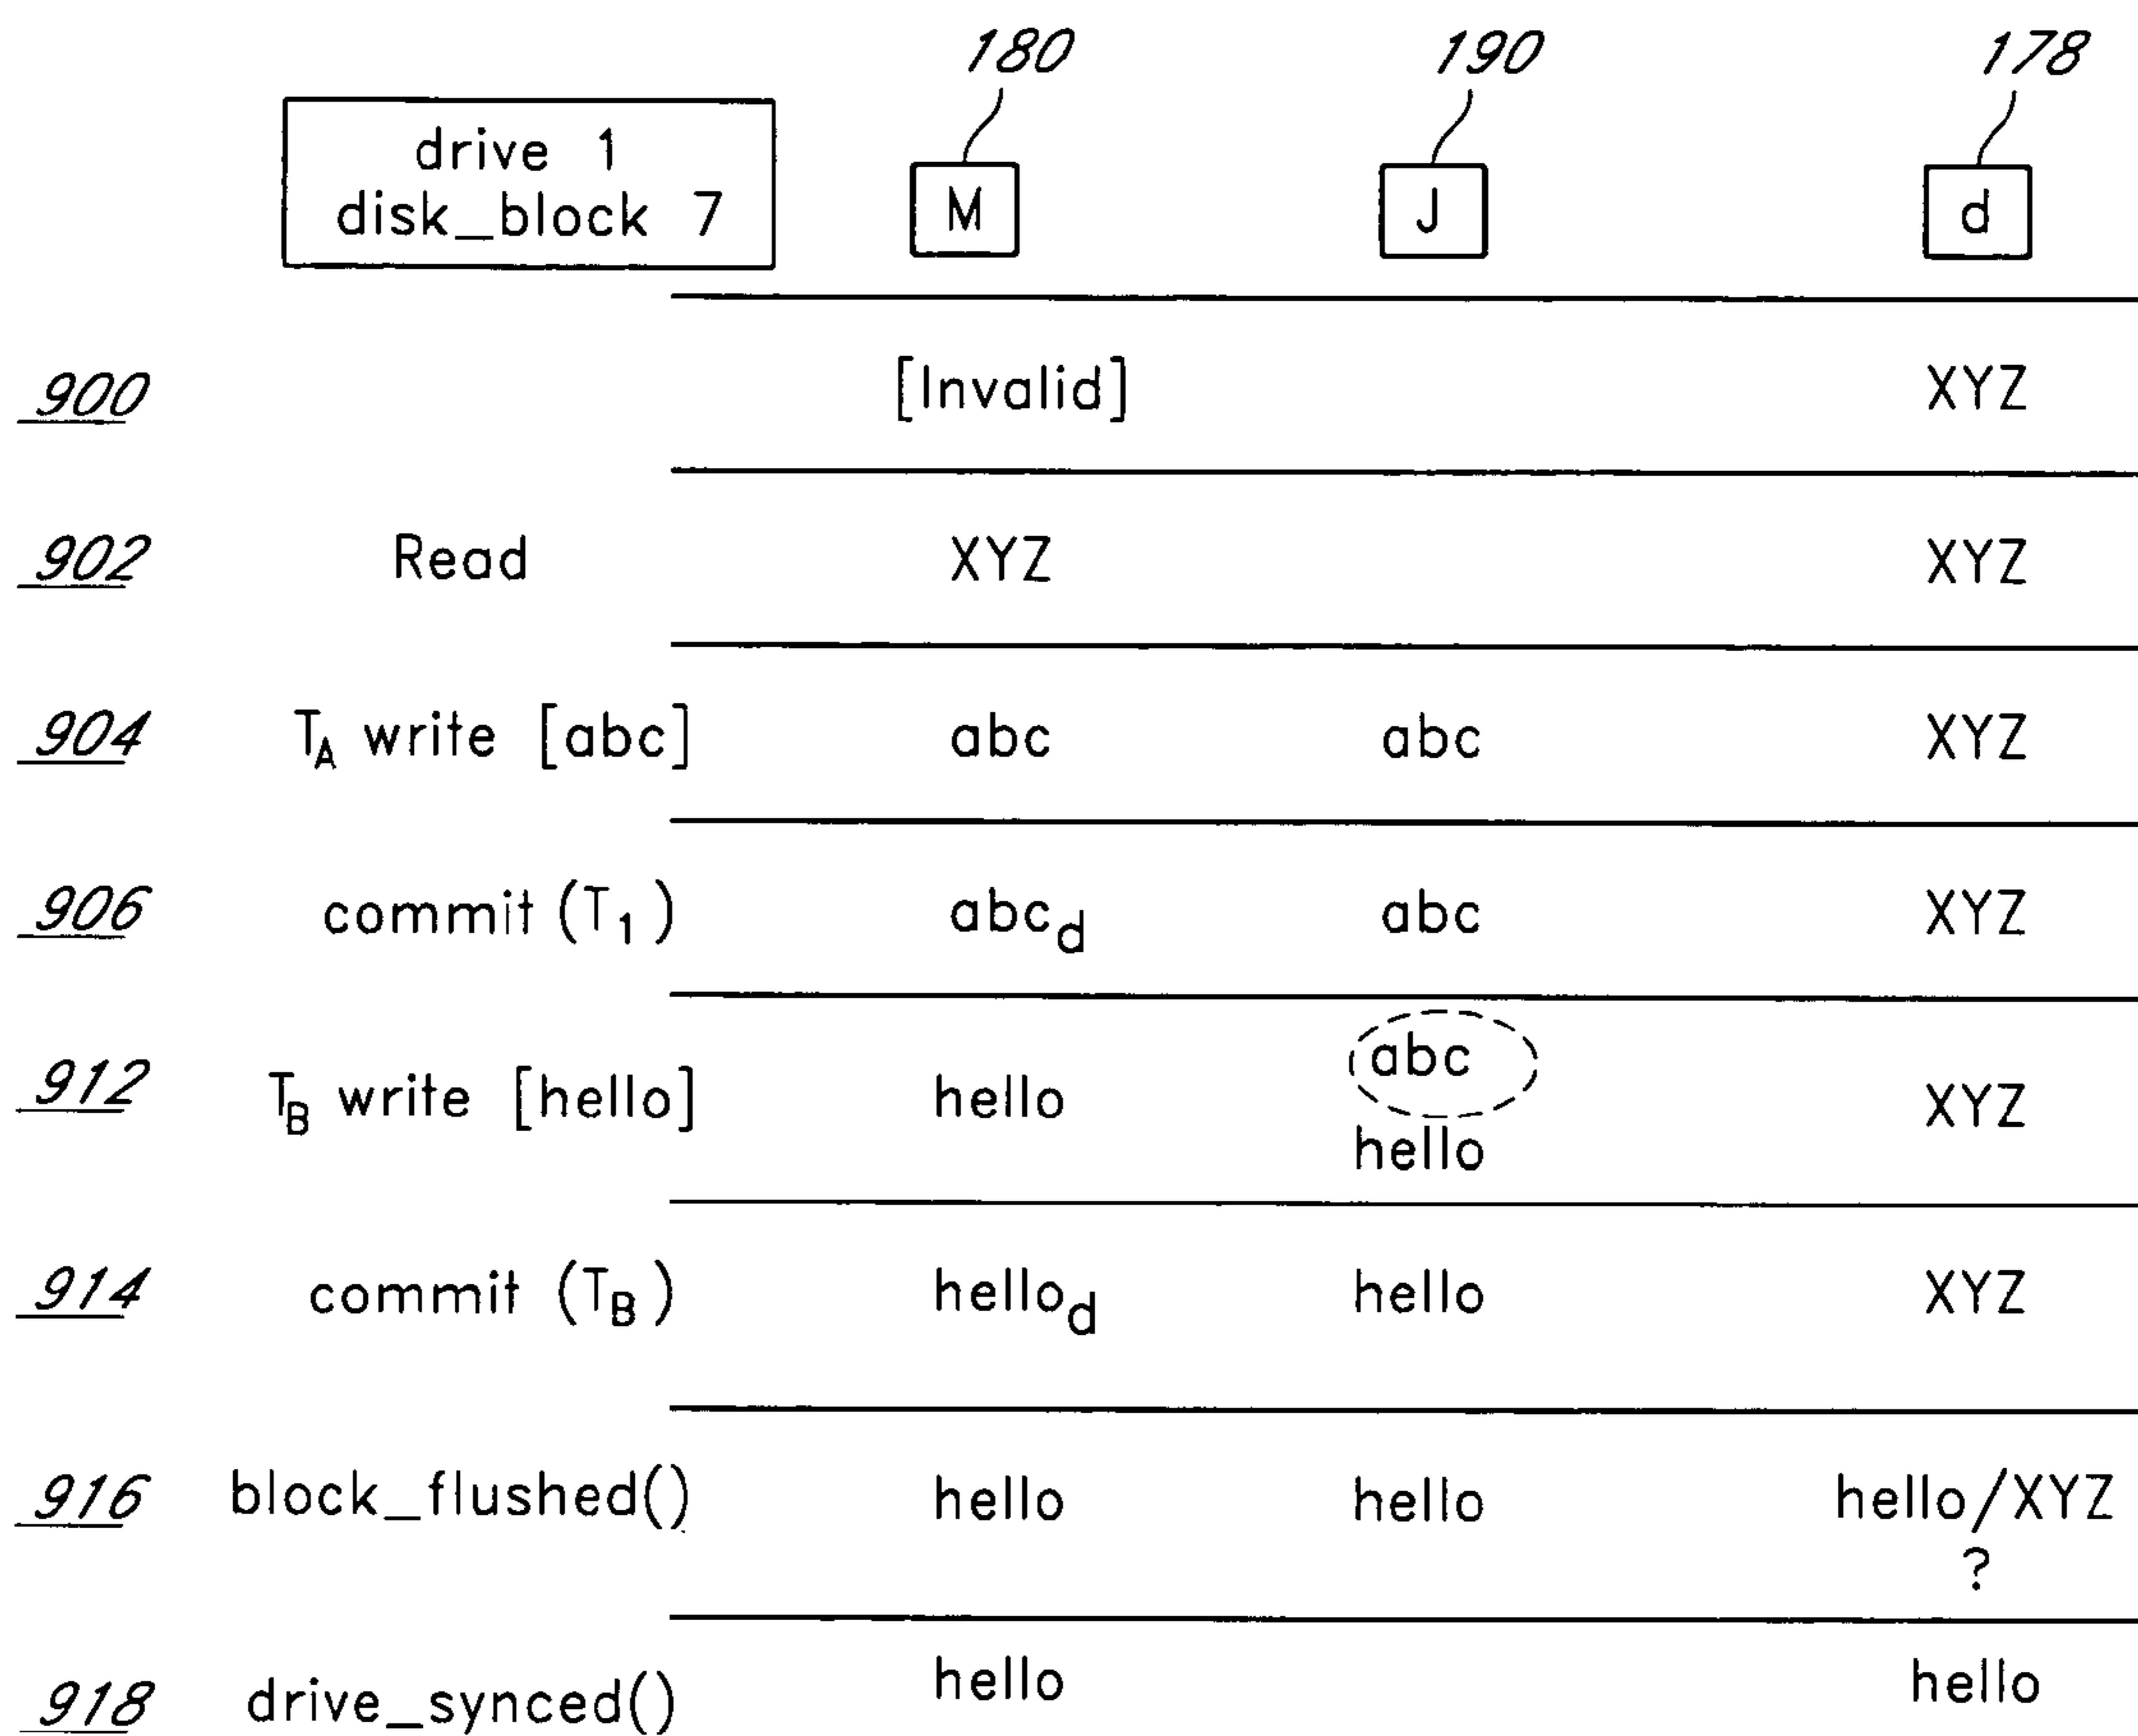 180 190 178
drive 1
disk_block 7
M J d
900 [Invalid] XYZ
902 Read XYZ XYZ
904 TA write [abc] abc abc XYZ
906 commit (T1) abcd abc XYZ
abc
912 TB write [hello] hello XYZ
hello
914 commit (TB) hellod hello XYZ
916 block_flushed() hello hello hello/XYZ
?
918 drive_synced() hello hello